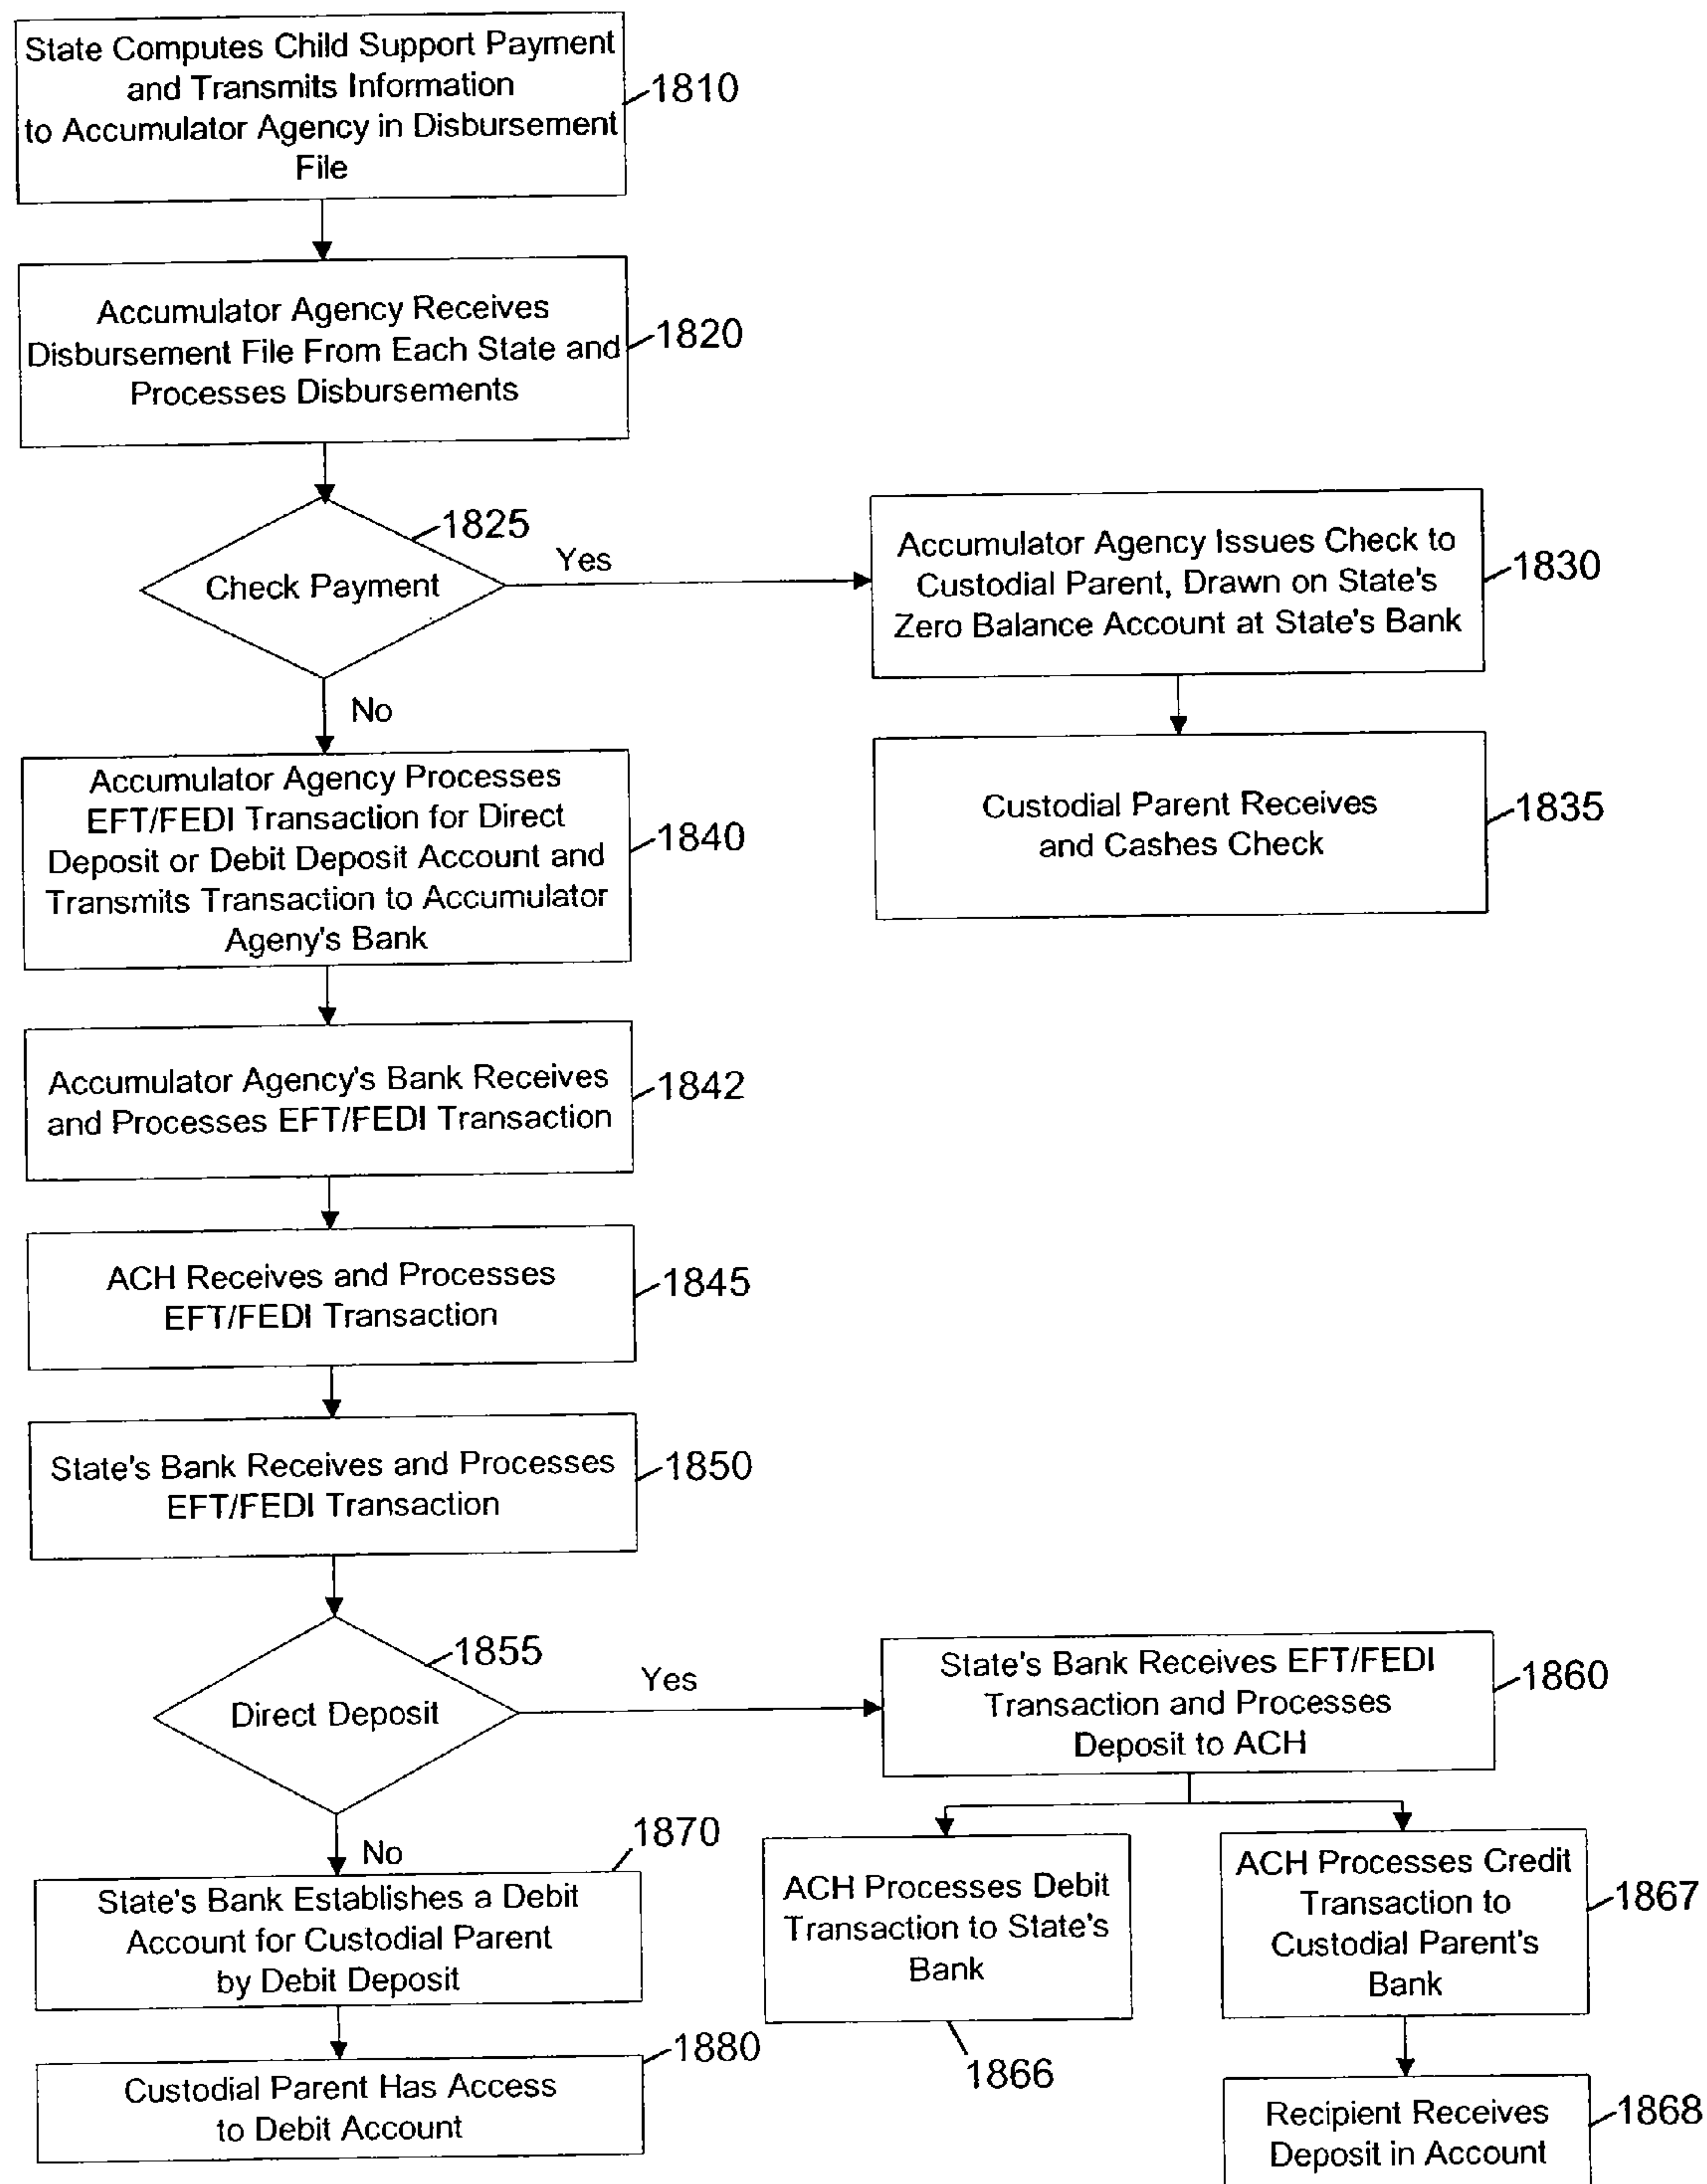 State Computes Child Support Payment
and Transmits Information
to Accumulator Agency in Disbursement
File
1810
Accumulator Agency Receives
Disbursement File From Each State and
Processes Disbursements
1820
1825
Check Payment
Yes
Accumulator Agency Issues Check to
Custodial Parent, Drawn on State's
Zero Balance Account at State's Bank
1830
No
Custodial Parent Receives
and Cashes Check
1835
Accumulator Agency Processes
EFT/FEDI Transaction for Direct
Deposit or Debit Deposit Account and
Transmits Transaction to Accumulator
Ageny's Bank
1840
Accumulator Agency's Bank Receives
and Processes EFT/FEDI Transaction
1842
ACH Receives and Processes
EFT/FEDI Transaction
1845
State's Bank Receives and Processes
EFT/FEDI Transaction
1850
1855
Direct Deposit
Yes
State's Bank Receives EFT/FEDI
Transaction and Processes
Deposit to ACH
1860
No
1870
State's Bank Establishes a Debit
Account for Custodial Parent
by Debit Deposit
ACH Processes Debit
Transaction to State's
Bank
1866
ACH Processes Credit
Transaction to
Custodial Parent's
Bank
1867
1880
Custodial Parent Has Access
to Debit Account
Recipient Receives
Deposit in Account
1868